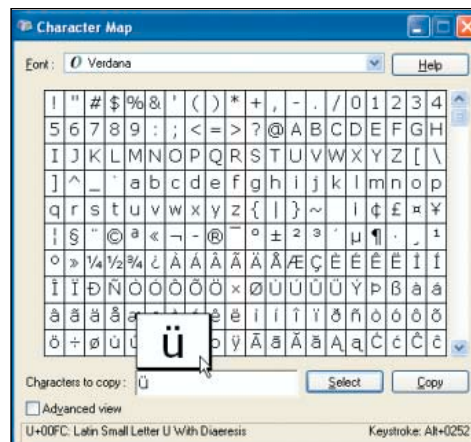 Character Map
Font : O Verdana Help
! " # $ % & ' ( ) * + , - . / 0 1 2 3 4
5 6 7 8 9 : ; < = > ? @ A B C D E F G H
I J K L M N O P Q R S T U V W X Y Z [ \
] ^ _ ` a b c d e f g h i j k l m n o p
q r s t u v w x y z { | } ~ ¡ ¢ £ ¤ ¥
¦ § ¨ © ª « ¬ - ® ¯ ° ± ² ³ ´ µ ¶ · ¸ ¹
º » ¼ ½ ¾ ¿ À Á Â Ã Ä Å Æ Ç È É Ê Ë Ì Í
Î Ï Ð Ñ Ò Ó Ô Õ Ö × Ø Ù Ú Û Ü Ý Þ ß à á
â ã ä å ê ë ì í î ï ð ñ ò ó ô õ
ö ÷ ø ù ú ü þ ÿ Ā ā Ă ă Ą ą Ć ć Ĉ ĉ
Characters to copy : ü Select Copy
Advanced view
U+00FC: Latin Small Letter U With Diaeresis Keystroke: Alt+0252